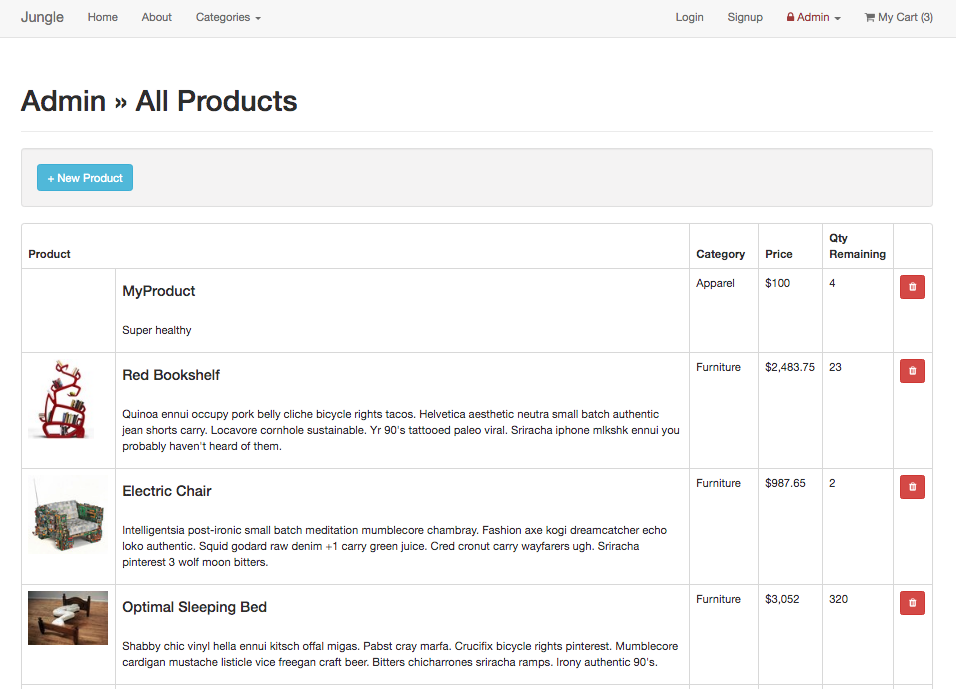 Jungle Home About Categories Login Signup Admin My Cart (3)
Admin » All Products
+ New Product
Product Category Price Qty Remaining
MyProduct Apparel $100 4
Super healthy
Red Bookshelf Furniture $2,483.75 23
Quinoa ennui occupy pork belly cliche bicycle rights tacos. Helvetica aesthetic neutra small batch authentic
jean shorts carry. Locavore cornhole sustainable. Yr 90's tattooed paleo viral. Sriracha iphone mlkshk ennui you
probably haven't heard of them.
Electric Chair Furniture $987.65 2
Intelligentsia post-ironic small batch meditation mumblecore chambray. Fashion axe kogi dreamcatcher echo
loko authentic. Squid godard raw denim +1 carry green juice. Cred cronut carry wayfarers ugh. Sriracha
pinterest 3 wolf moon bitters.
Optimal Sleeping Bed Furniture $3,052 320
Shabby chic vinyl hella ennui kitsch offal migas. Pabst cray marfa. Crucifix bicycle rights pinterest. Mumblecore
cardigan mustache listicle vice freegan craft beer. Bitters chicharrones sriracha ramps. Irony authentic 90's.